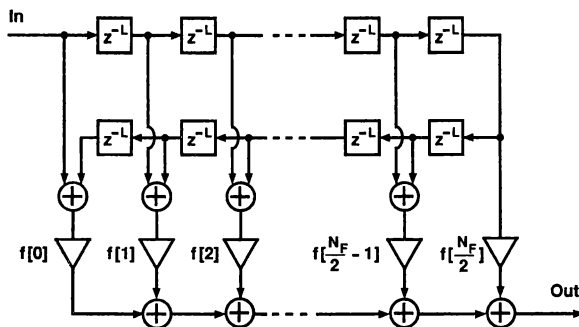 In
z⁻ᴸ z⁻ᴸ z⁻ᴸ z⁻ᴸ
z⁻ᴸ z⁻ᴸ z⁻ᴸ z⁻ᴸ
f[0] f[1] f[2] f[N_F/2 - 1] f[N_F/2]
Out